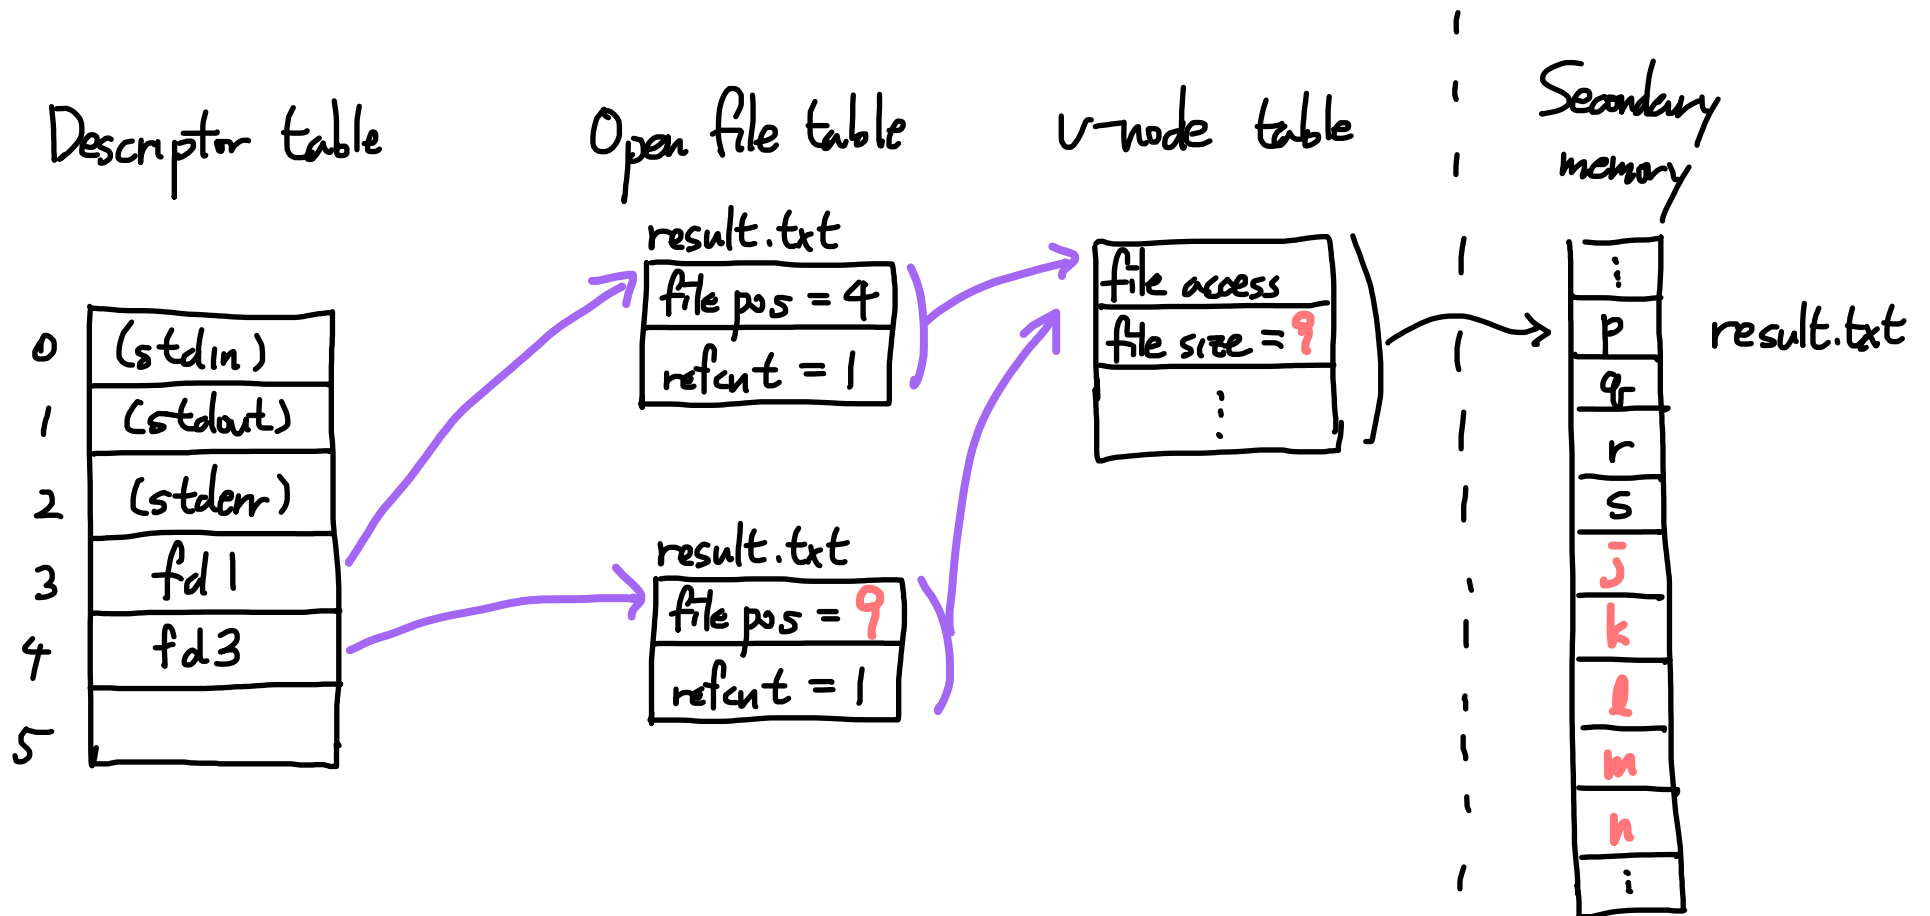 Descriptor table
0 (stdin)
1 (stdout)
2 (stderr)
3 fd1
4 fd3
5
Open file table
result.txt
file pos = 4
refcnt = 1
result.txt
file pos = 9
refcnt = 1
v-node table
file access
file size = 9
Secondary
memory
p
q
r
s
j
k
l
m
n
result.txt